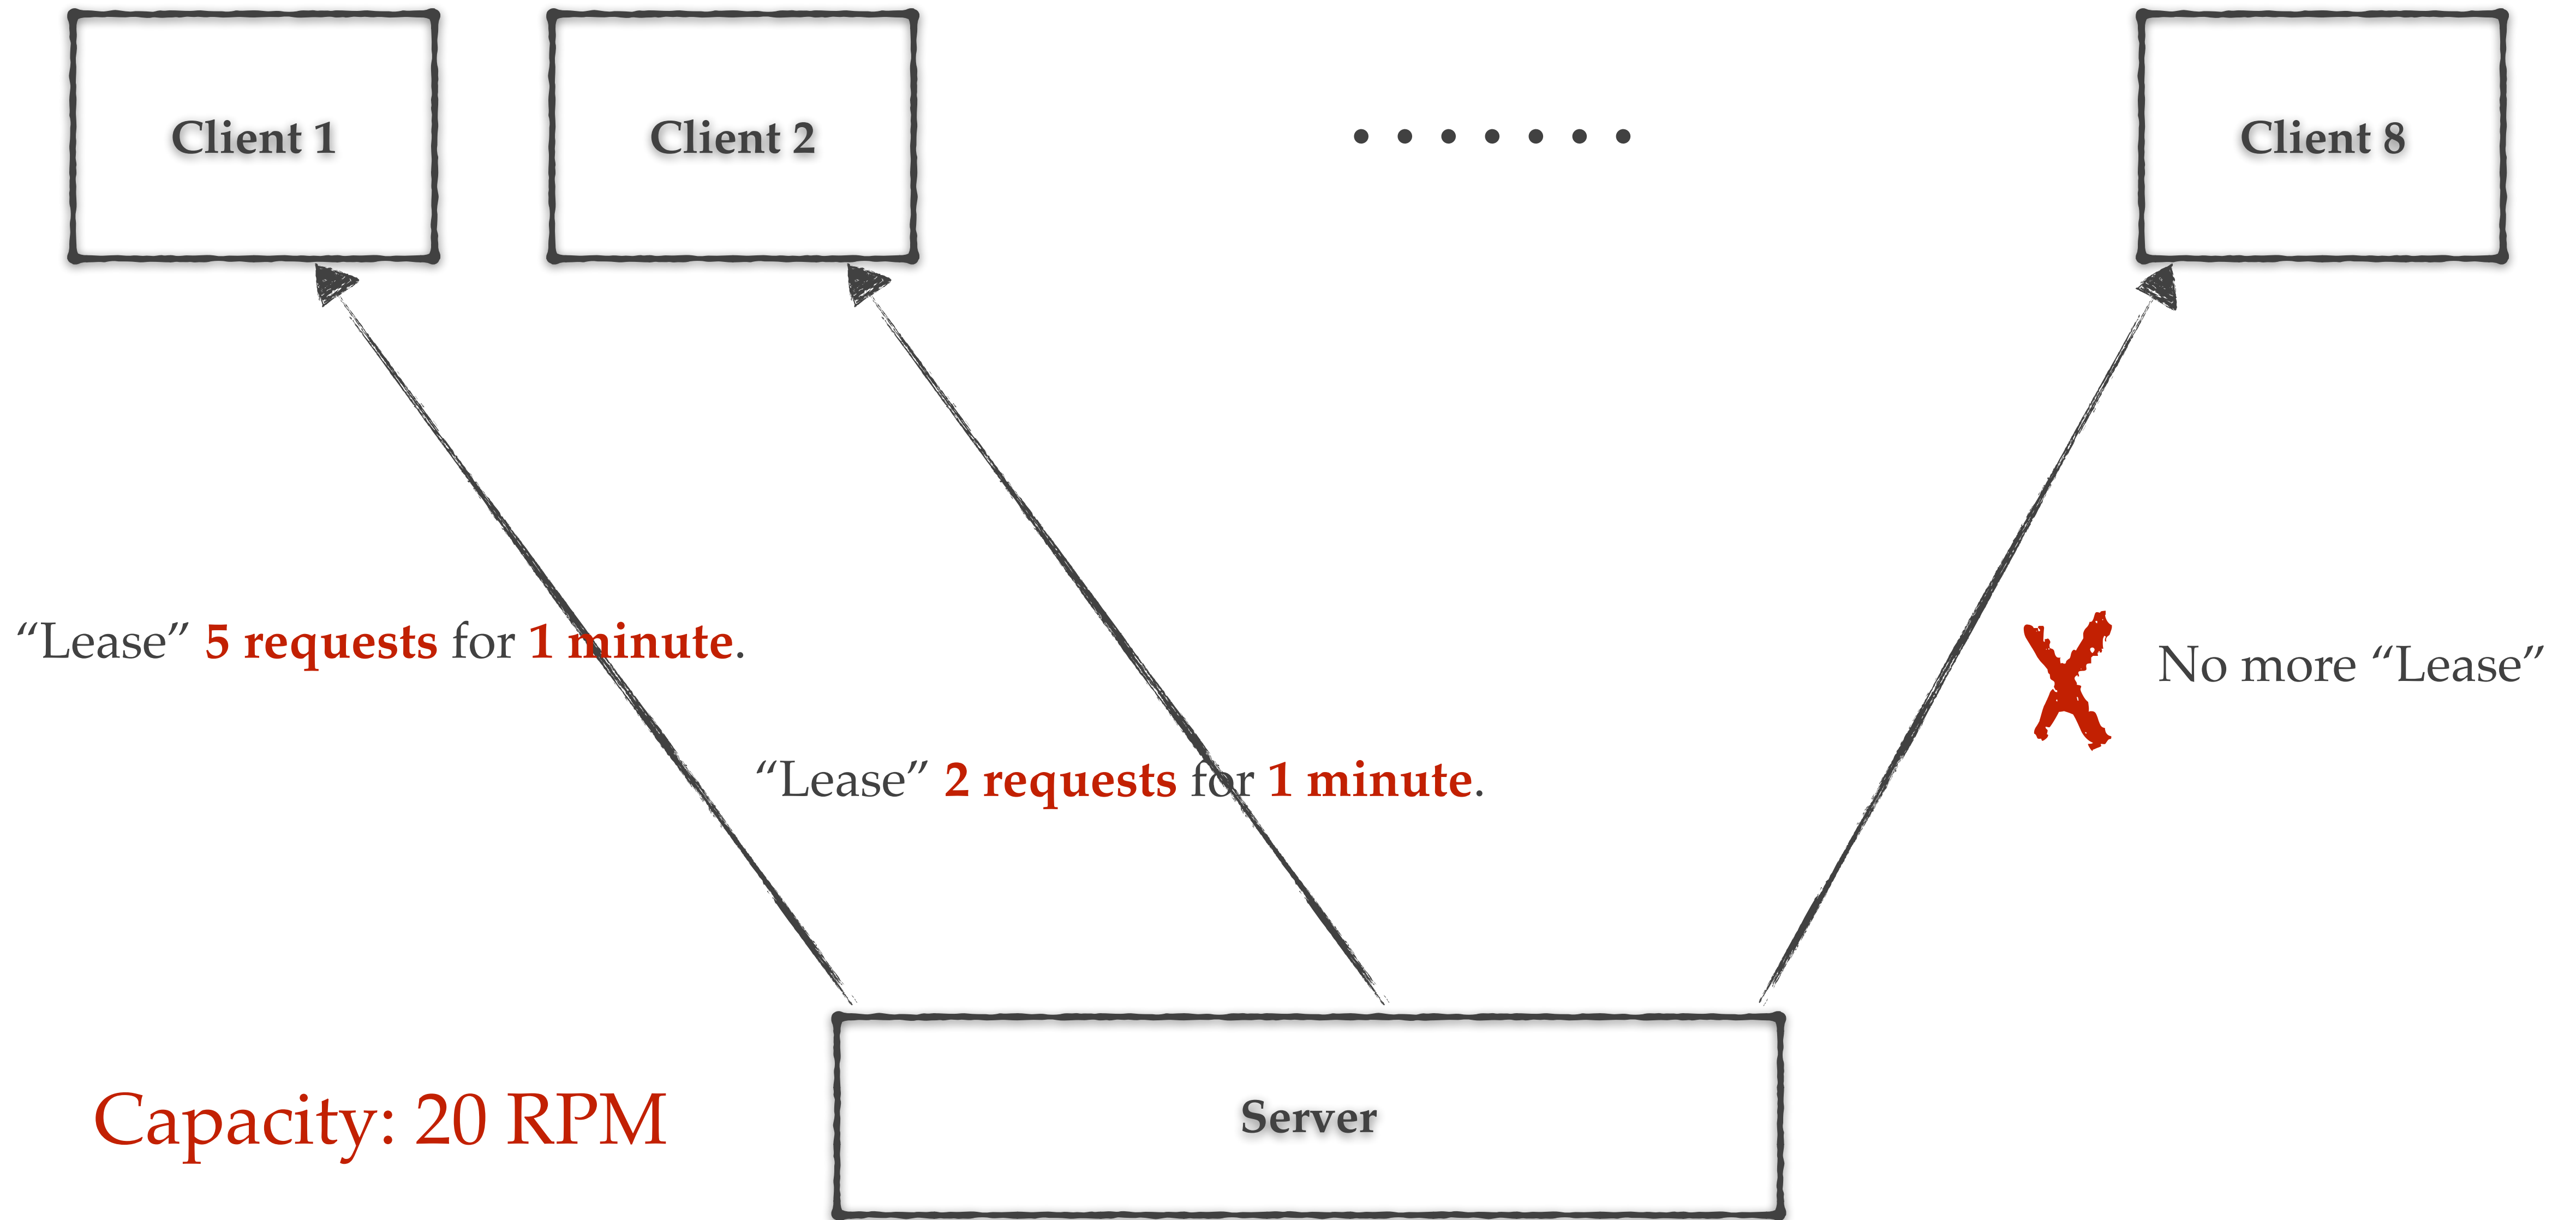 Client 1
Client 2
.......
Client 8
“Lease” 5 requests for 1 minute.
No more “Lease”
“Lease” 2 requests for 1 minute.
Capacity: 20 RPM
Server